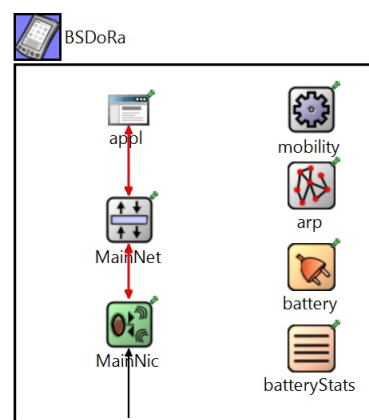 BSDoRa
appl
mobility
arp
MainNet
battery
MainNic
batteryStats